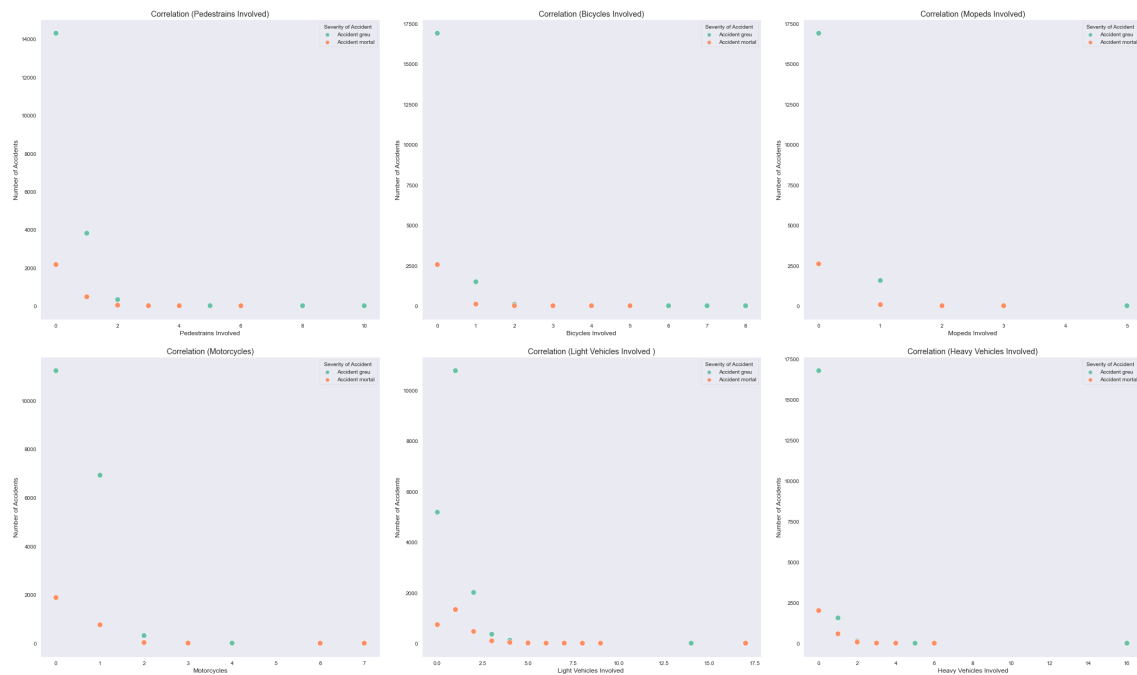 Correlation (Pedestrains Involved)
Severity of Accident
Accident greu
Accident mortal
14000
12000
10000
8000
6000
4000
2000
0
Number of Accidents
0 2 4 6 8 10
Pedestrains Involved
Correlation (Bicycles Involved)
Severity of Accident
Accident greu
Accident mortal
17500
15000
12500
10000
7500
5000
2500
0
Number of Accidents
0 1 2 3 4 5 6 7 8
Bicycles Involved
Correlation (Mopeds Involved)
Severity of Accident
Accident greu
Accident mortal
17500
15000
12500
10000
7500
5000
2500
0
Number of Accidents
0 1 2 3 4 5
Mopeds Involved
Correlation (Motorcycles)
Severity of Accident
Accident greu
Accident mortal
10000
8000
6000
4000
2000
0
Number of Accidents
0 1 2 3 4 5 6 7
Motorcycles
Correlation (Light Vehicles Involved )
Severity of Accident
Accident greu
Accident mortal
10000
8000
6000
4000
2000
0
Number of Accidents
0.0 2.5 5.0 7.5 10.0 12.5 15.0 17.5
Light Vehicles Involved
Correlation (Heavy Vehicles Involved)
Severity of Accident
Accident greu
Accident mortal
17500
15000
12500
10000
7500
5000
2500
0
Number of Accidents
0 2 4 6 8 10 12 14 16
Heavy Vehicles Involved